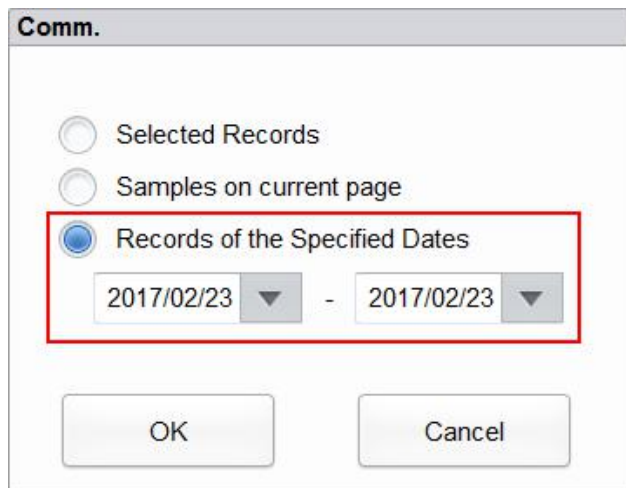 Comm.
Selected Records
Samples on current page
Records of the Specified Dates
2017/02/23 - 2017/02/23
OK Cancel